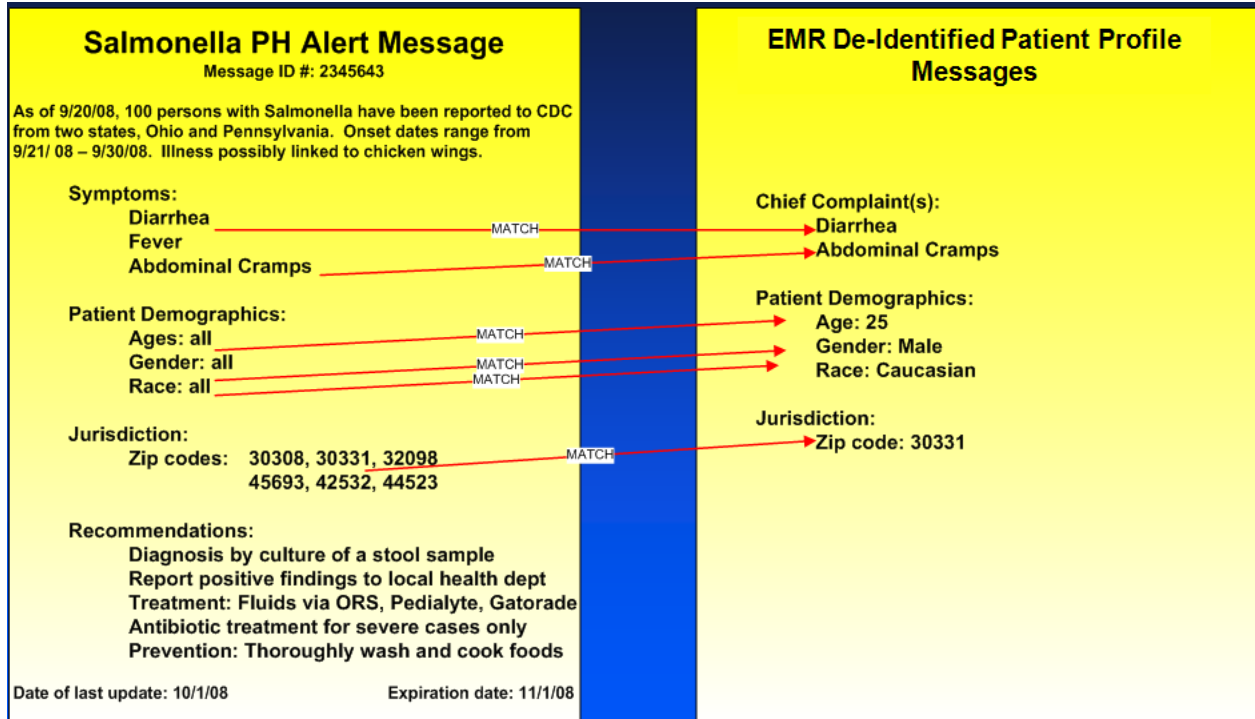 Salmonella PH Alert Message
Message ID #: 2345643
As of 9/20/08, 100 persons with Salmonella have been reported to CDC
from two states, Ohio and Pennsylvania.  Onset dates range from
9/21/ 08 – 9/30/08.  Illness possibly linked to chicken wings.
Symptoms:
Diarrhea
Fever
Abdominal Cramps
Patient Demographics:
Ages: all
Gender: all
Race: all
Jurisdiction:
Zip codes: 30308, 30331, 32098
45693, 42532, 44523
Recommendations:
Diagnosis by culture of a stool sample
Report positive findings to local health dept
Treatment: Fluids via ORS, Pedialyte, Gatorade
Antibiotic treatment for severe cases only
Prevention: Thoroughly wash and cook foods
Date of last update: 10/1/08
Expiration date: 11/1/08
MATCH
MATCH
MATCH
MATCH
MATCH
MATCH
EMR De-Identified Patient Profile
Messages
Chief Complaint(s):
Diarrhea
Abdominal Cramps
Patient Demographics:
Age: 25
Gender: Male
Race: Caucasian
Jurisdiction:
Zip code: 30331